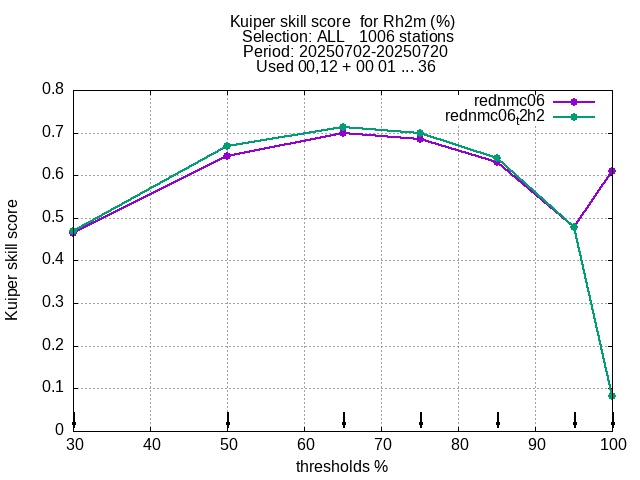 Kuiper skill score  for Rh2m (%)
Selection: ALL   1006 stations
Period: 20250702-20250720
Used 00,12 + 00 01 ... 36
rednmc06
rednmc06t2h2
0.8
0.7
0.6
0.5
0.4
0.3
0.2
0.1
0
Kuiper skill score
30 40 50 60 70 80 90 100
thresholds %